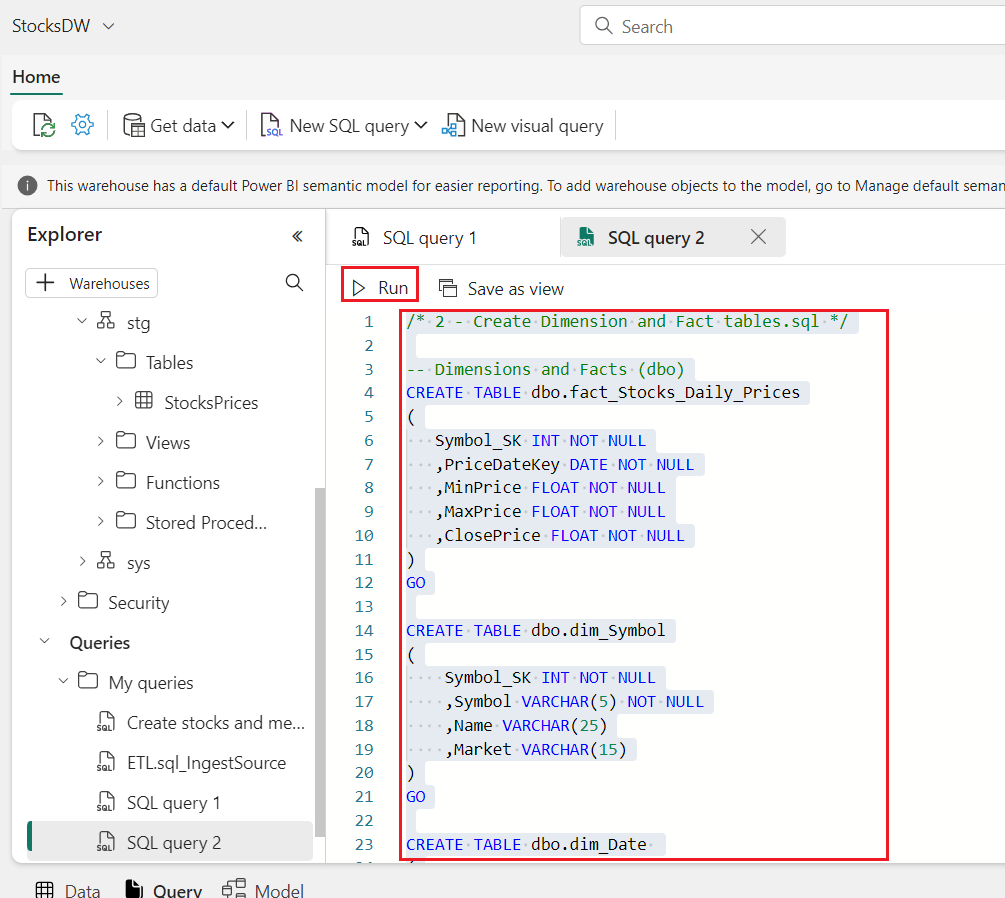 StocksDW
Search
Home
Get data
New SQL query
New visual query
This warehouse has a default Power BI semantic model for easier reporting. To add warehouse objects to the model, go to Manage default seman
Explorer
Warehouses
stg
Tables
StocksPrices
Views
Functions
Stored Proced...
sys
Security
Queries
My queries
Create stocks and me...
ETL.sql_IngestSource
SQL query 1
SQL query 2
SQL query 1
SQL query 2
Run
Save as view
1 /* 2 - Create Dimension and Fact tables.sql */
2
3 -- Dimensions and Facts (dbo)
4 CREATE TABLE dbo.fact_Stocks_Daily_Prices
5 (
6 Symbol_SK INT NOT NULL
7 ,PriceDateKey DATE NOT NULL
8 ,MinPrice FLOAT NOT NULL
9 ,MaxPrice FLOAT NOT NULL
10 ,ClosePrice FLOAT NOT NULL
11 )
12 GO
13
14 CREATE TABLE dbo.dim_Symbol
15 (
16 Symbol_SK INT NOT NULL
17 ,Symbol VARCHAR(5) NOT NULL
18 ,Name VARCHAR(25)
19 ,Market VARCHAR(15)
20 )
21 GO
22
23 CREATE TABLE dbo.dim_Date
Data
Query
Model